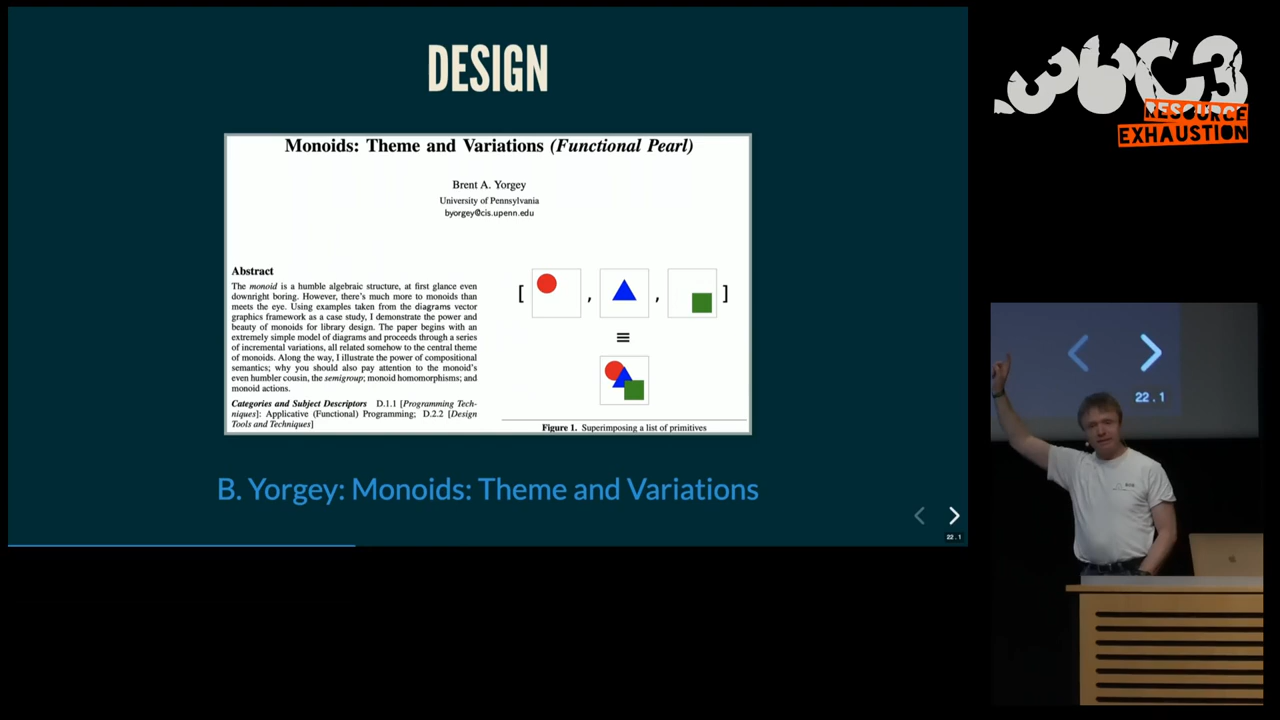 DESIGN
Monoids: Theme and Variations (Functional Pearl)
Brent A. Yorgey
University of Pennsylvania
byorgey@cis.upenn.edu
Abstract
The monoid is a humble algebraic structure, at first glance even
downright boring. However, there's much more to monoids than
meets the eye. Using examples taken from the diagrams vector
graphics framework as a case study, I demonstrate the power and
beauty of monoids for library design. The paper begins with an
extremely simple model of diagrams and proceeds through a series
of incremental variations, all related somehow to the central theme
of monoids. Along the way, I illustrate the power of compositional
semantics; why you should also pay attention to the monoid's
even humbler cousin, the semigroup; monoid homomorphisms; and
monoid actions.
Categories and Subject Descriptors D.1.1 [Programming Tech-
niques]: Applicative (Functional) Programming; D.2.2 [Design
Tools and Techniques]
[ , , ]
≡
Figure 1. Superimposing a list of primitives
B. Yorgey: Monoids: Theme and Variations
22.1
36C3
RESOURCE
EXHAUSTION
22.1